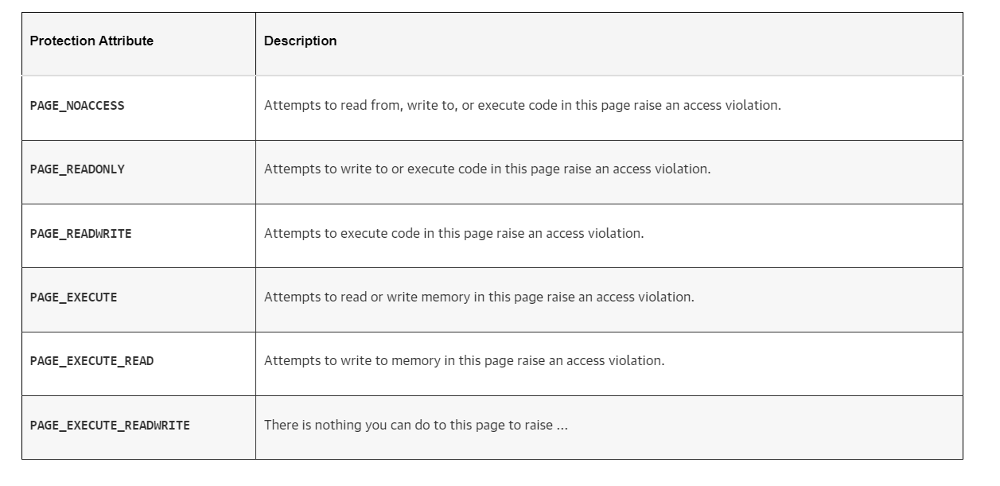 Protection Attribute Description
PAGE_NOACCESS Attempts to read from, write to, or execute code in this page raise an access violation.
PAGE_READONLY Attempts to write to or execute code in this page raise an access violation.
PAGE_READWRITE Attempts to execute code in this page raise an access violation.
PAGE_EXECUTE Attempts to read or write memory in this page raise an access violation.
PAGE_EXECUTE_READ Attempts to write to memory in this page raise an access violation.
PAGE_EXECUTE_READWRITE There is nothing you can do to this page to raise ...